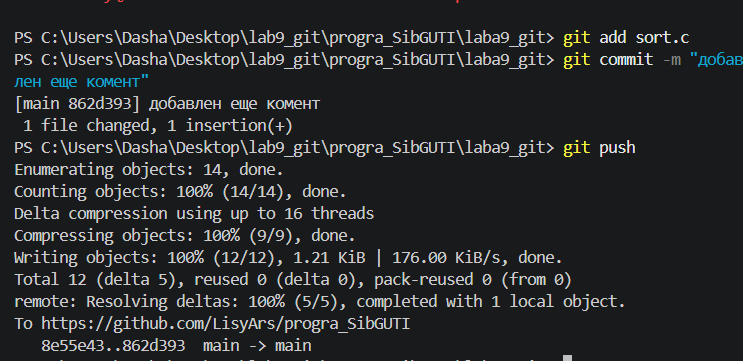 PS C:\Users\Dasha\Desktop\lab9_git\progra_SibGUTI\laba9_git> git add sort.c
PS C:\Users\Dasha\Desktop\lab9_git\progra_SibGUTI\laba9_git> git commit -m "добав
лен еще комент"
[main 862d393] добавлен еще комент
 1 file changed, 1 insertion(+)
PS C:\Users\Dasha\Desktop\lab9_git\progra_SibGUTI\laba9_git> git push
Enumerating objects: 14, done.
Counting objects: 100% (14/14), done.
Delta compression using up to 16 threads
Compressing objects: 100% (9/9), done.
Writing objects: 100% (12/12), 1.21 KiB | 176.00 KiB/s, done.
Total 12 (delta 5), reused 0 (delta 0), pack-reused 0 (from 0)
remote: Resolving deltas: 100% (5/5), completed with 1 local object.
To https://github.com/LisyArs/progra_SibGUTI
   8e55e43..862d393  main -> main